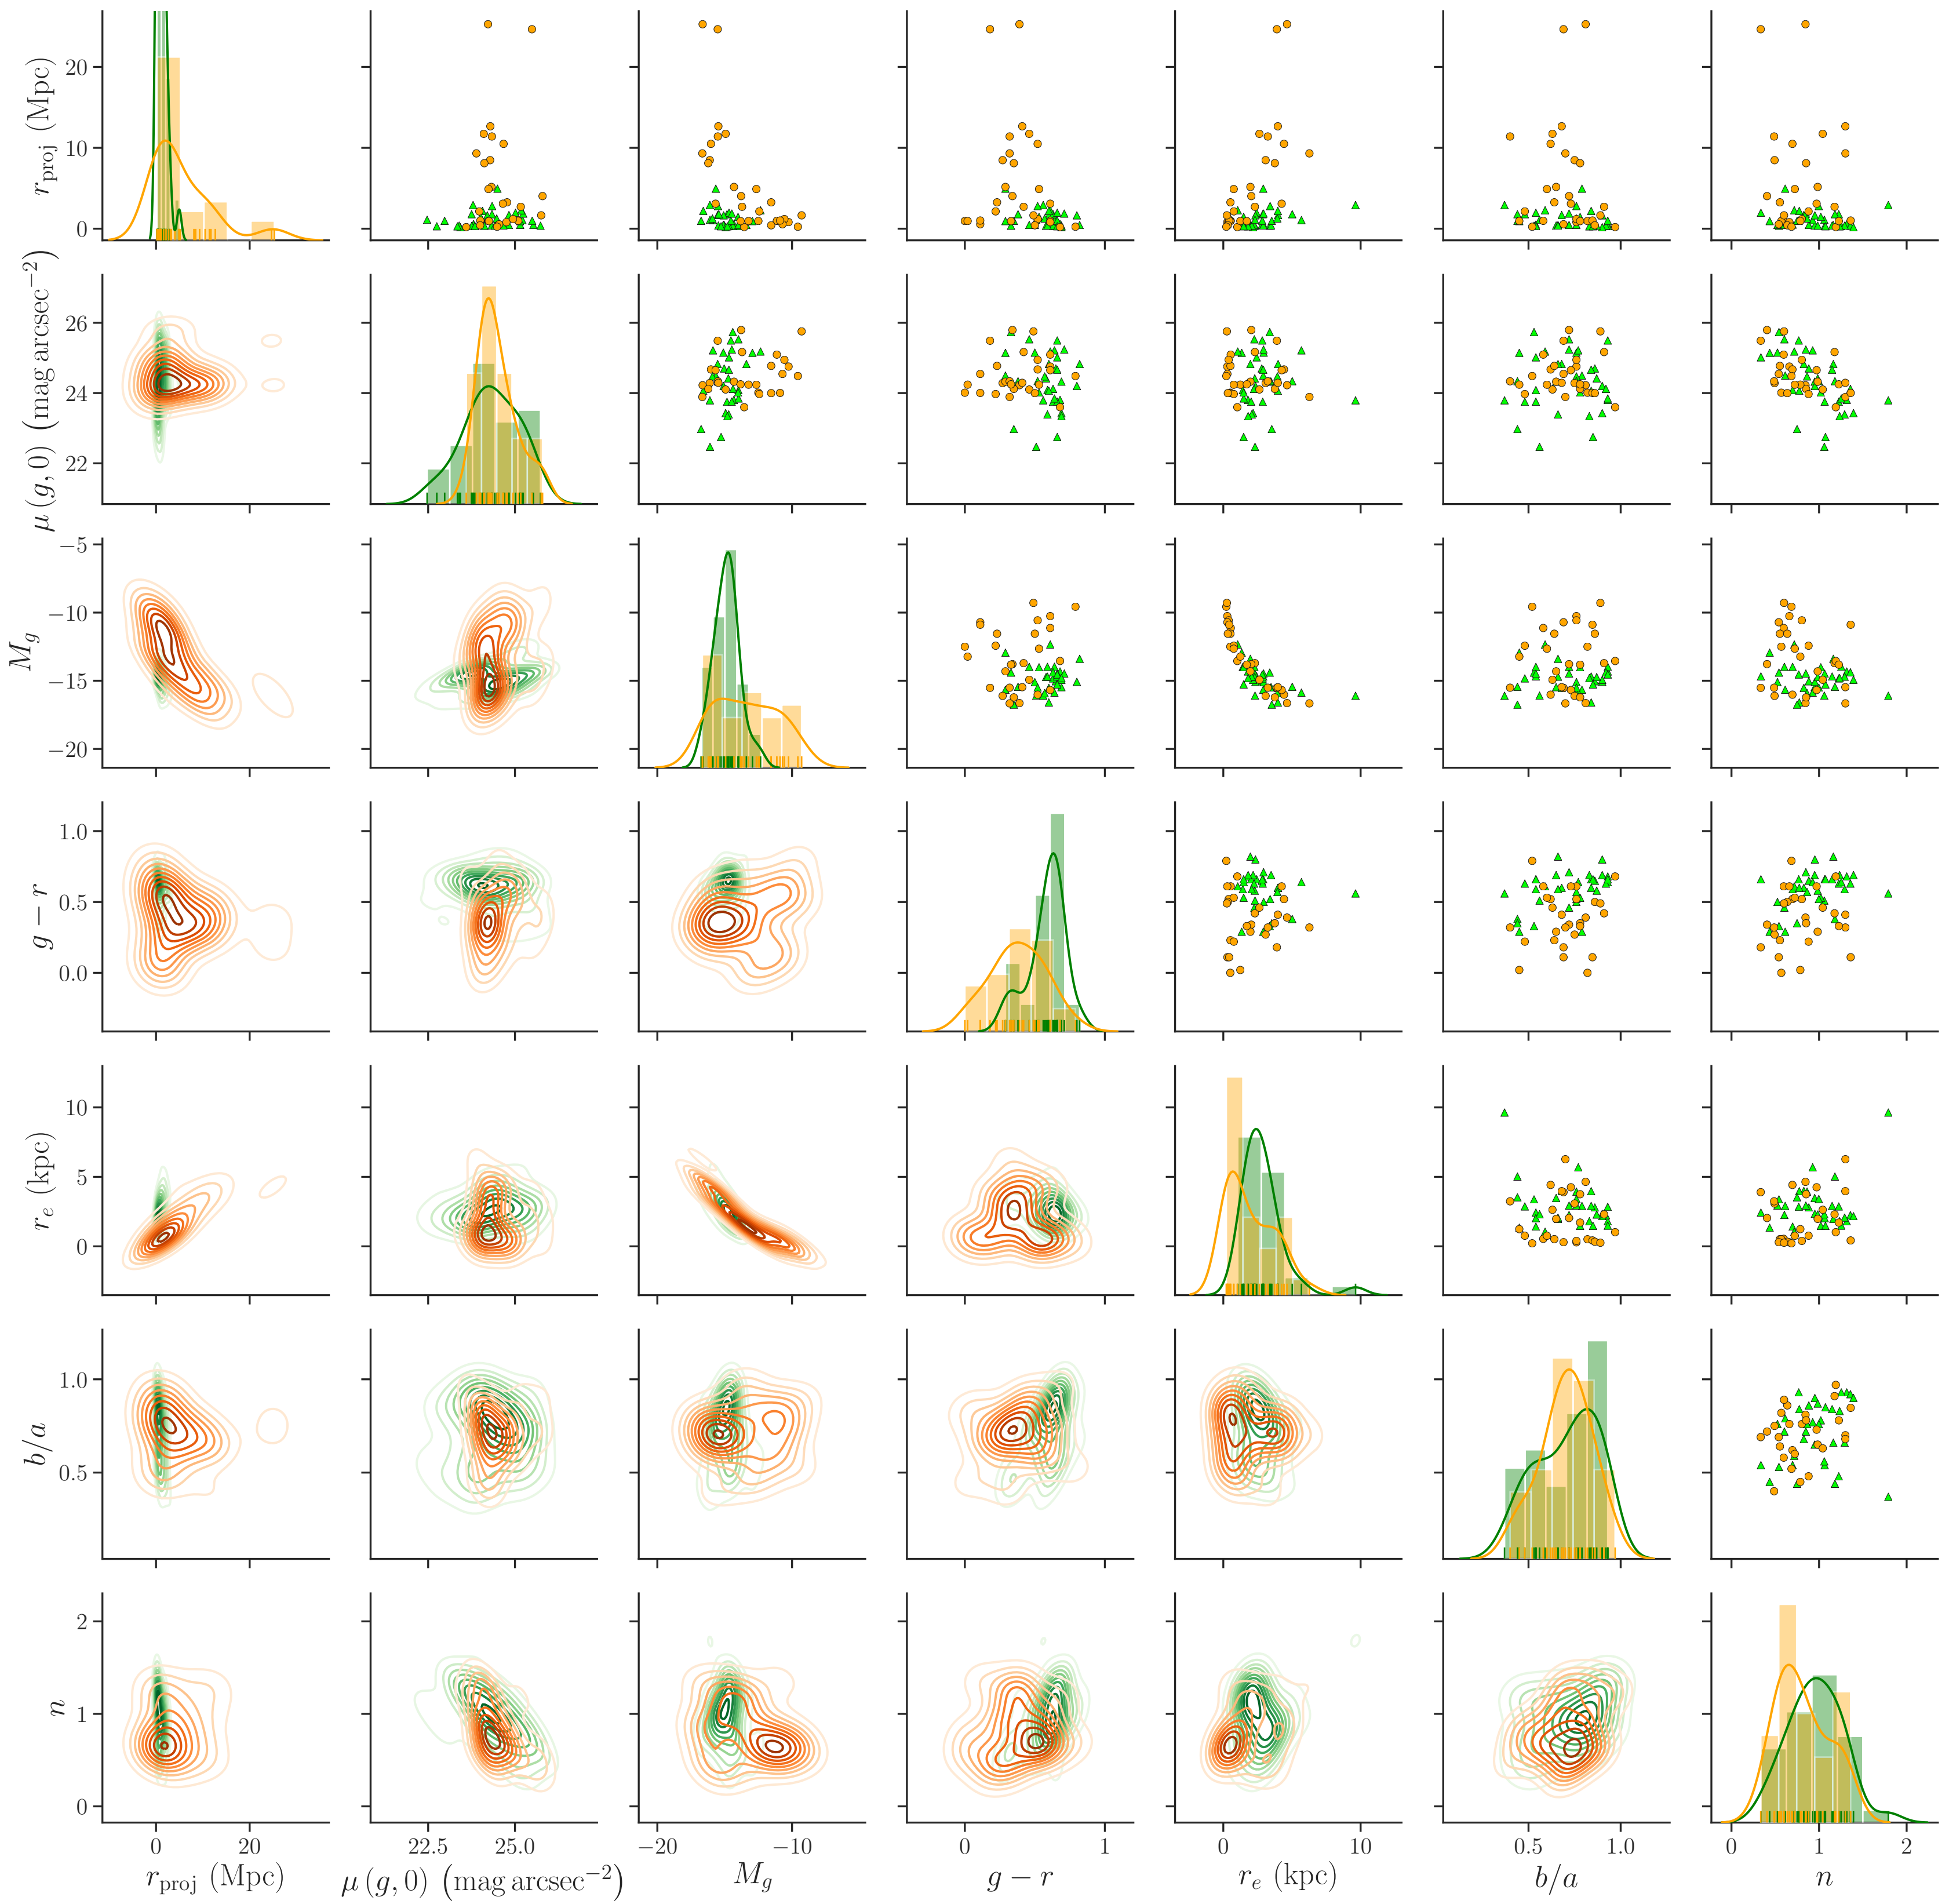 r_proj (Mpc)
20
10
0
μ (g, 0) (mag arcsec⁻²)
26
24
22
M_g
−5
−10
−15
−20
g − r
1.0
0.5
0.0
r_e (kpc)
10
5
0
b/a
1.0
0.5
n
2
1
0
0 20 22.5 25.0 −20 −10 0 1 0 10 0.5 1.0 0 1 2
r_proj (Mpc) μ (g, 0) (mag arcsec⁻²) M_g g − r r_e (kpc) b/a n